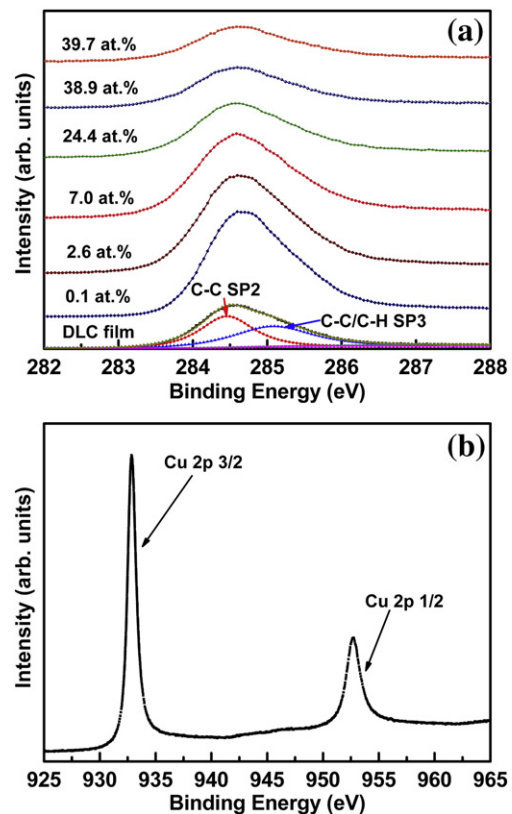 (a)
39.7 at.%
38.9 at.%
24.4 at.%
7.0 at.%
2.6 at.%
0.1 at.%
C-C SP2
C-C/C-H SP3
DLC film
Intensity (arb. units)
282 283 284 285 286 287 288
Binding Energy (eV)
(b)
Cu 2p 3/2
Cu 2p 1/2
Intensity (arb. units)
925 930 935 940 945 950 955 960 965
Binding Energy (eV)